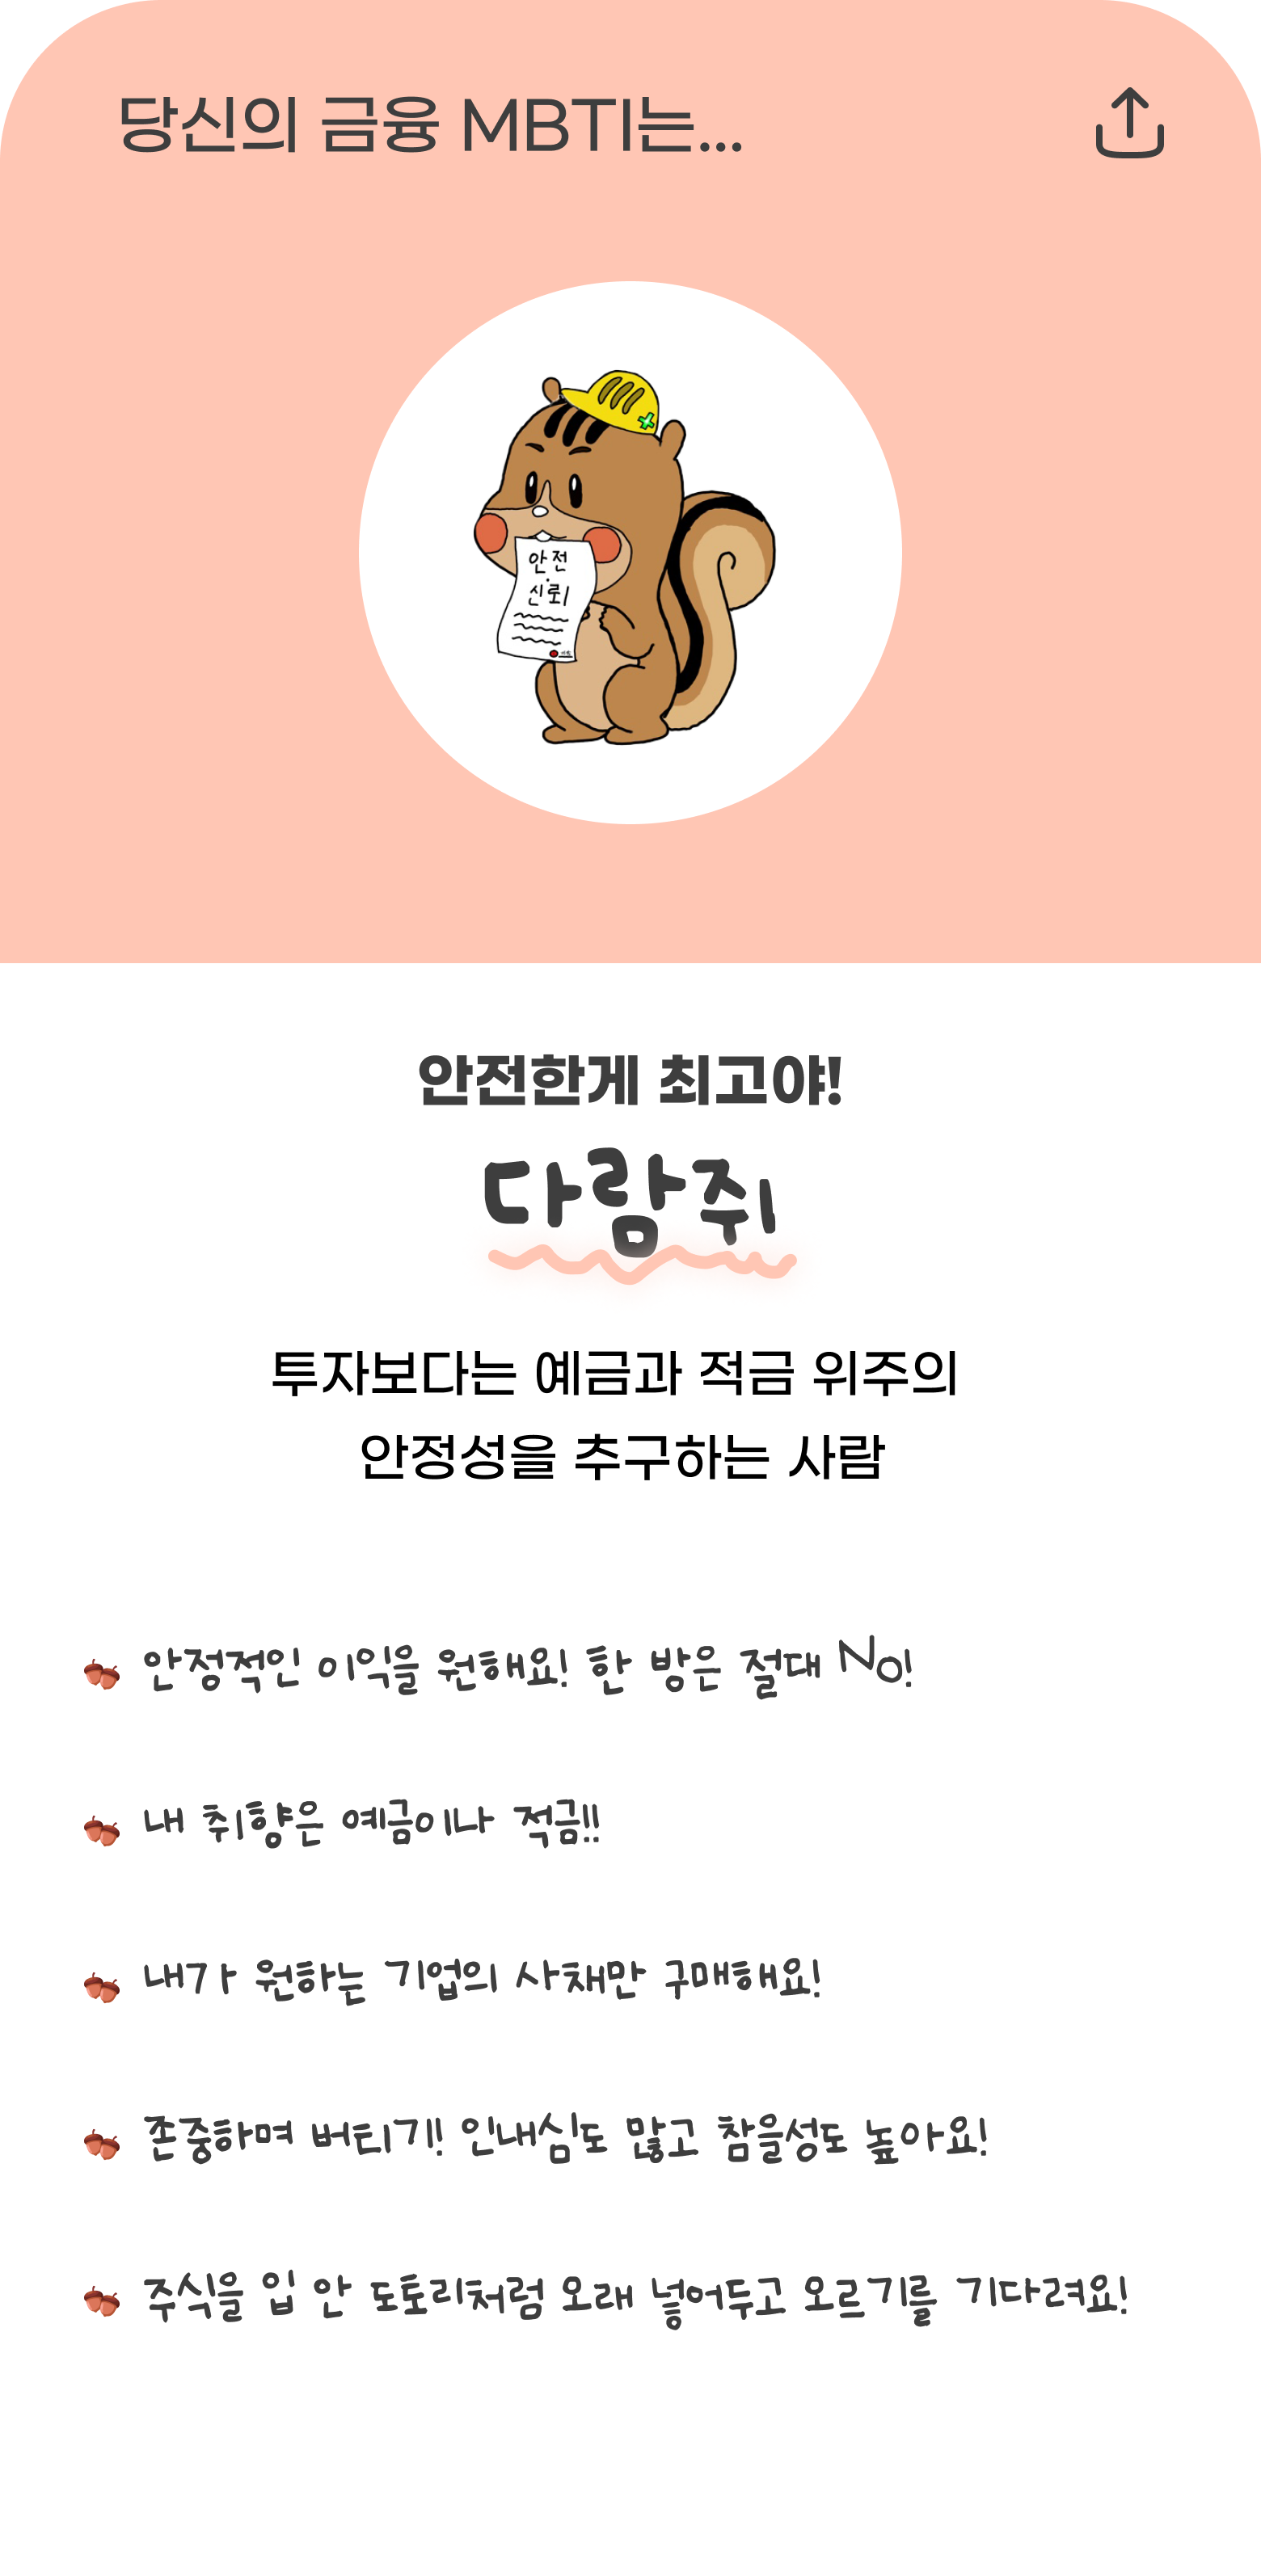 당신의 금융 MBTI는...
안전
·
신뢰
안전한게 최고야!
다람쥐
투자보다는 예금과 적금 위주의
안정성을 추구하는 사람
안정적인 이익을 원해요! 한 방은 절대 No!
내 취향은 예금이나 적금!!
내가 원하는 기업의 사채만 구매해요!
존중하며 버티기! 인내심도 많고 참을성도 높아요!
주식을 입 안 도토리처럼 오래 넣어두고 오르기를 기다려요!